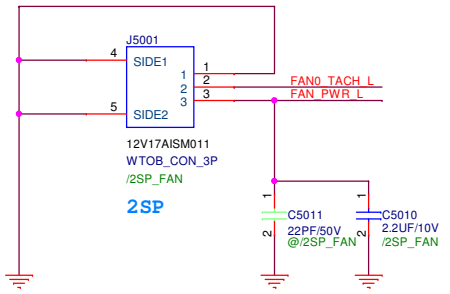 J5001
4 SIDE1
1 1
2 2 FAN0_TACH_L
3 3 FAN_PWR_L
5 SIDE2
12V17AISM011
WTOB_CON_3P
/2SP_FAN
2SP
1 1
C5011 C5010
2 22PF/50V 2 2.2UF/10V
@/2SP_FAN /2SP_FAN